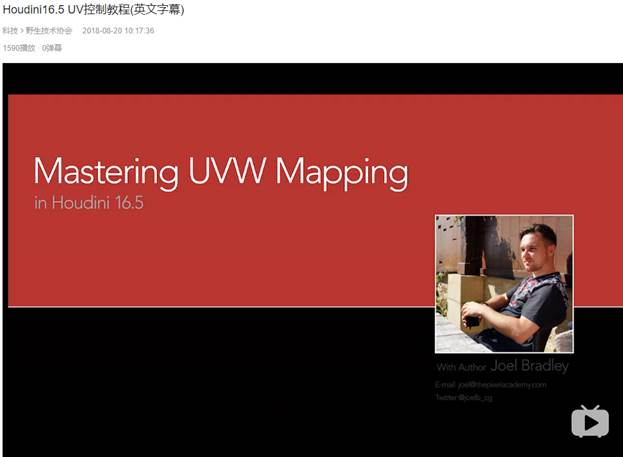 Houdini16.5 UV控制教程(英文字幕)
科技 > 野生技术协会 2018-08-20 10:17:36
1590播放 · 0弹幕
Mastering UVW Mapping
in Houdini 16.5
With Author Joel Bradley
E-mail joel@thepixelacademy.com
Twitter @joelb_cg